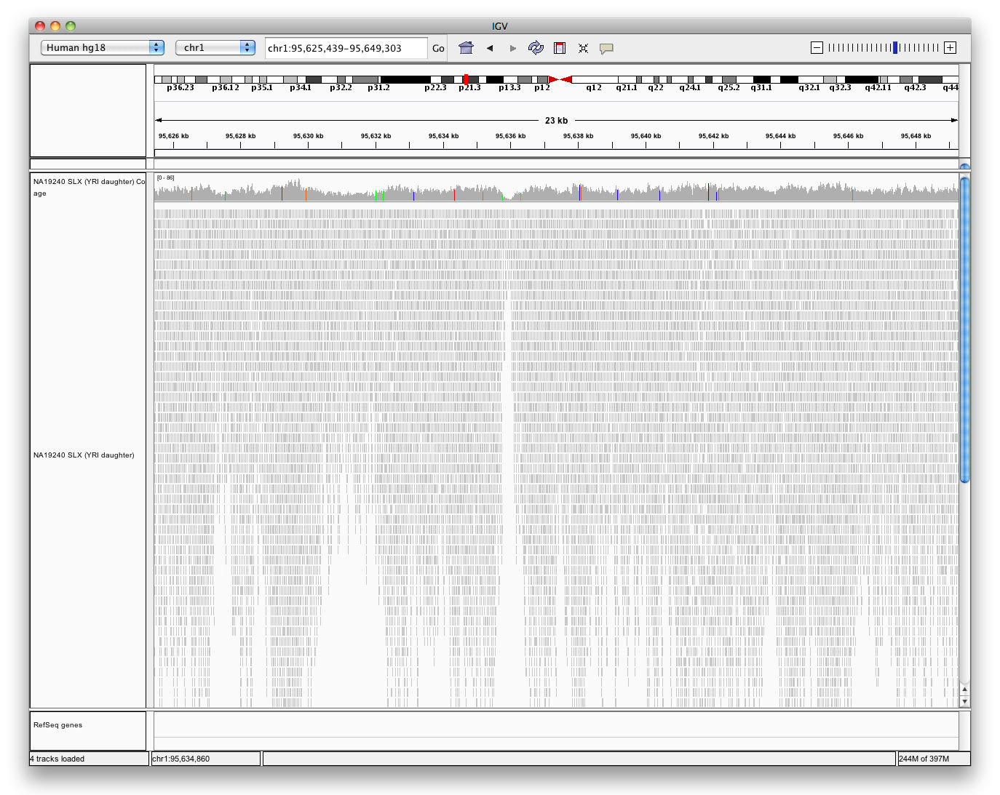 IGV
Human hg18 chr1 chr1:95,625,439-95,649,303 Go
p36.23 p36.12 p35.1 p34.1 p32.2 p31.2 p22.3 p21.3 p13.3 p12 q12 q21.1 q22 q24.1 q25.2 q31.1 q32.1 q32.3 q42.11 q42.3 q44
23 kb
95,626 kb 95,628 kb 95,630 kb 95,632 kb 95,634 kb 95,636 kb 95,638 kb 95,640 kb 95,642 kb 95,644 kb 95,646 kb 95,648 kb
[0 - 86]
NA19240 SLX (YRI daughter) Co
age
NA19240 SLX (YRI daughter)
RefSeq genes
4 tracks loaded chr1:95,634,860 244M of 397M